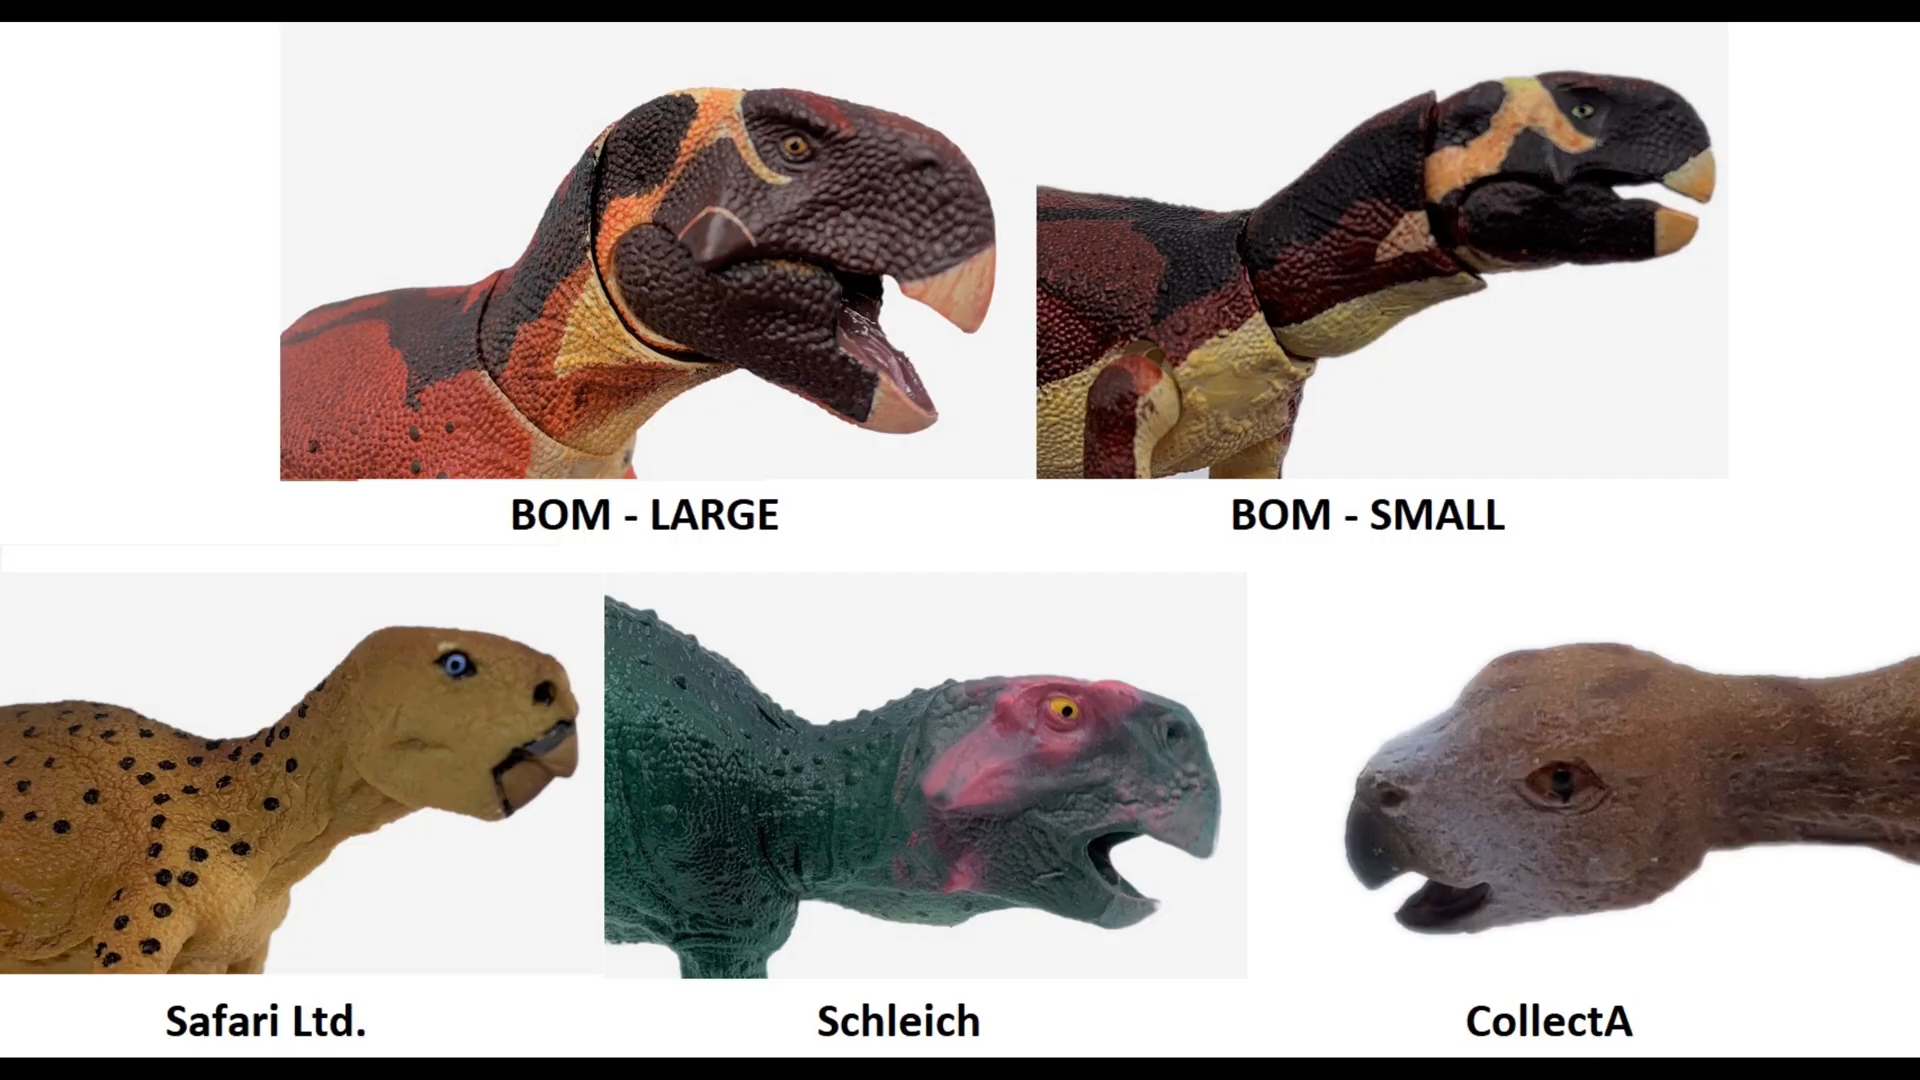 BOM - LARGE
BOM - SMALL
Safari Ltd.
Schleich
CollectA